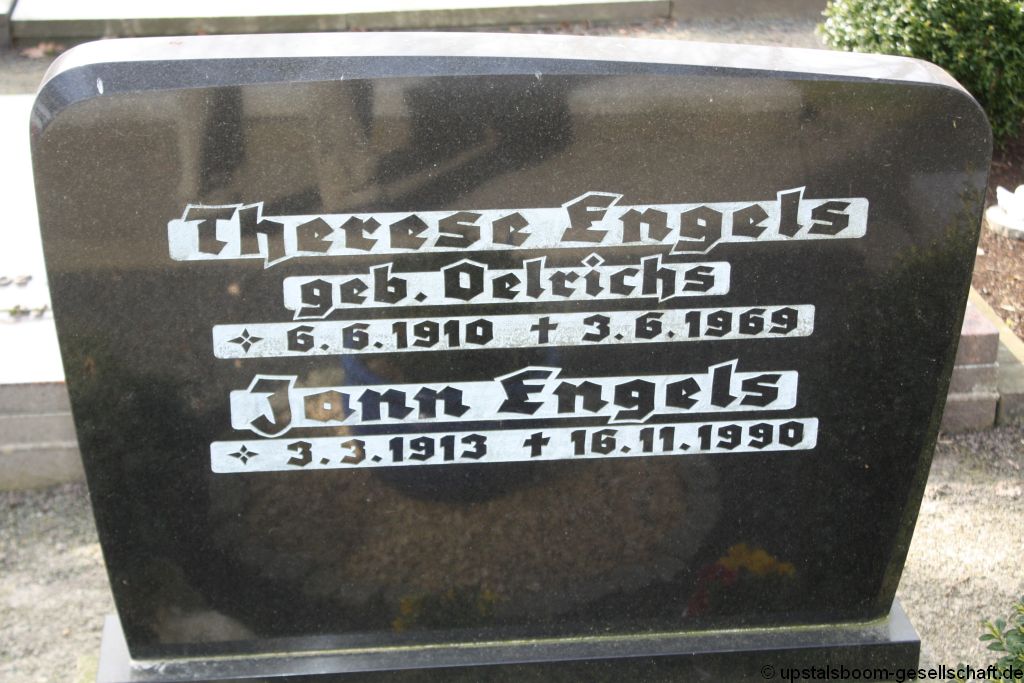 Therese Engels
geb. Oelrichs
✧ 6.6.1910 ✝ 3.6.1969
Jann Engels
✧ 3.3.1913 ✝ 16.11.1990
© upstalsboom-gesellschaft.de